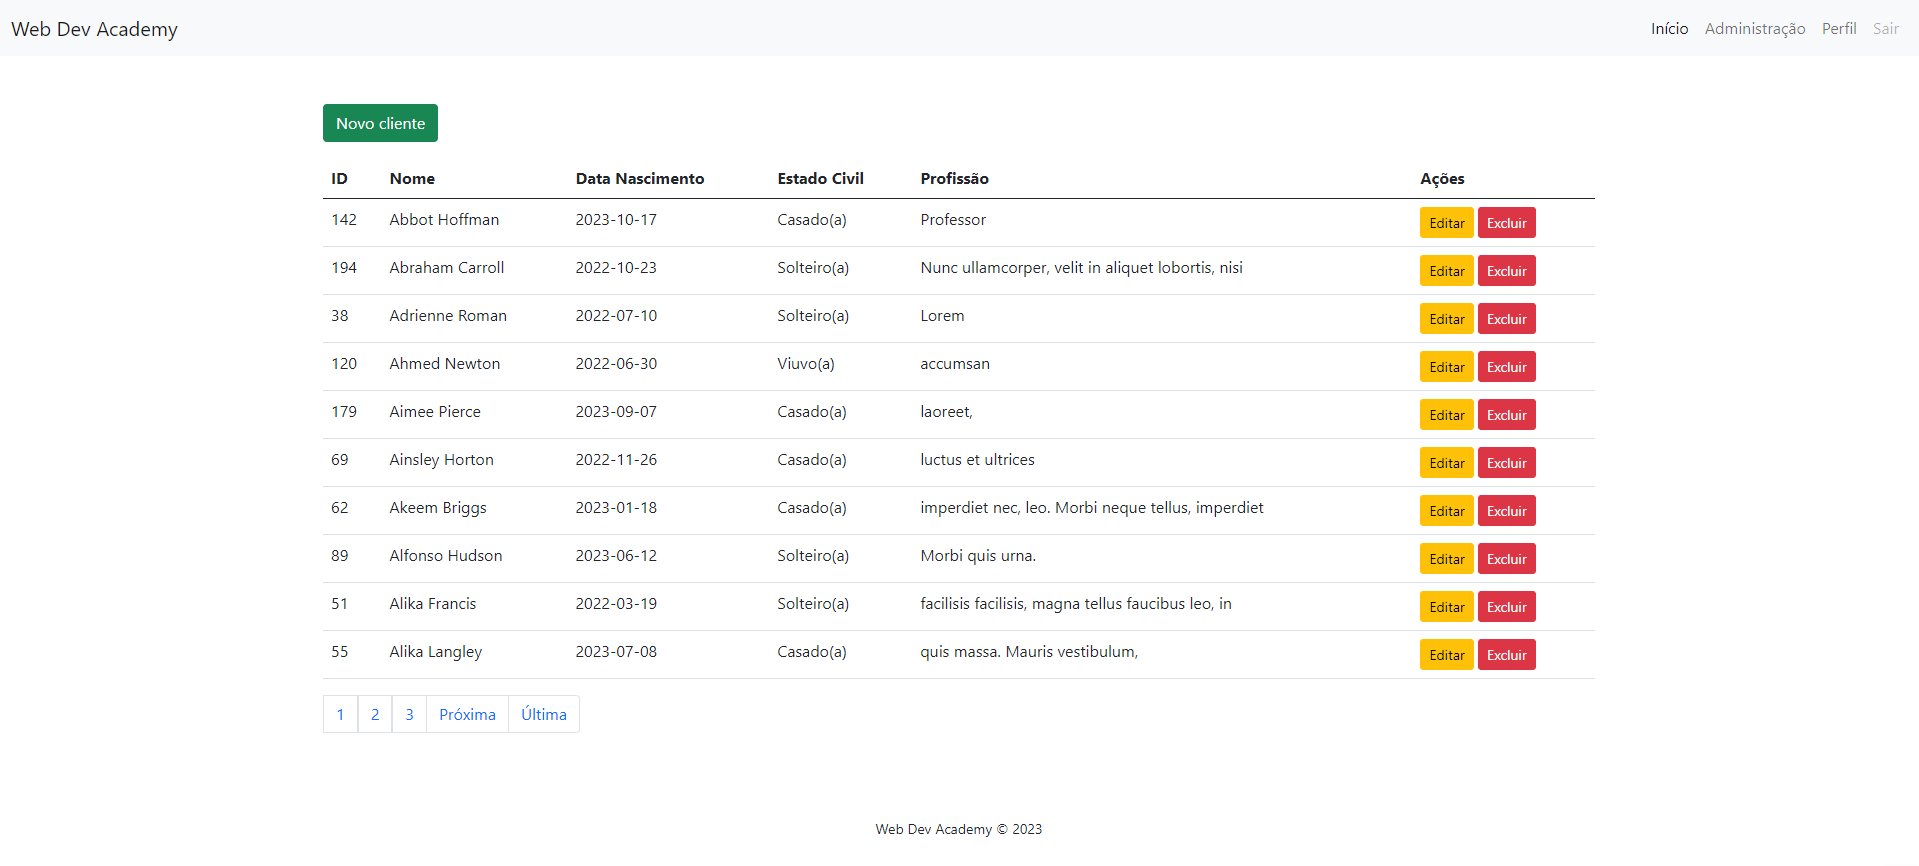 Web Dev Academy Início Administração Perfil Sair
Novo cliente
ID Nome Data Nascimento Estado Civil Profissão Ações
142 Abbot Hoffman 2023-10-17 Casado(a) Professor Editar Excluir
194 Abraham Carroll 2022-10-23 Solteiro(a) Nunc ullamcorper, velit in aliquet lobortis, nisi Editar Excluir
38 Adrienne Roman 2022-07-10 Solteiro(a) Lorem Editar Excluir
120 Ahmed Newton 2022-06-30 Viuvo(a) accumsan Editar Excluir
179 Aimee Pierce 2023-09-07 Casado(a) laoreet, Editar Excluir
69 Ainsley Horton 2022-11-26 Casado(a) luctus et ultrices Editar Excluir
62 Akeem Briggs 2023-01-18 Casado(a) imperdiet nec, leo. Morbi neque tellus, imperdiet Editar Excluir
89 Alfonso Hudson 2023-06-12 Solteiro(a) Morbi quis urna. Editar Excluir
51 Alika Francis 2022-03-19 Solteiro(a) facilisis facilisis, magna tellus faucibus leo, in Editar Excluir
55 Alika Langley 2023-07-08 Casado(a) quis massa. Mauris vestibulum, Editar Excluir
1 2 3 Próxima Última
Web Dev Academy © 2023